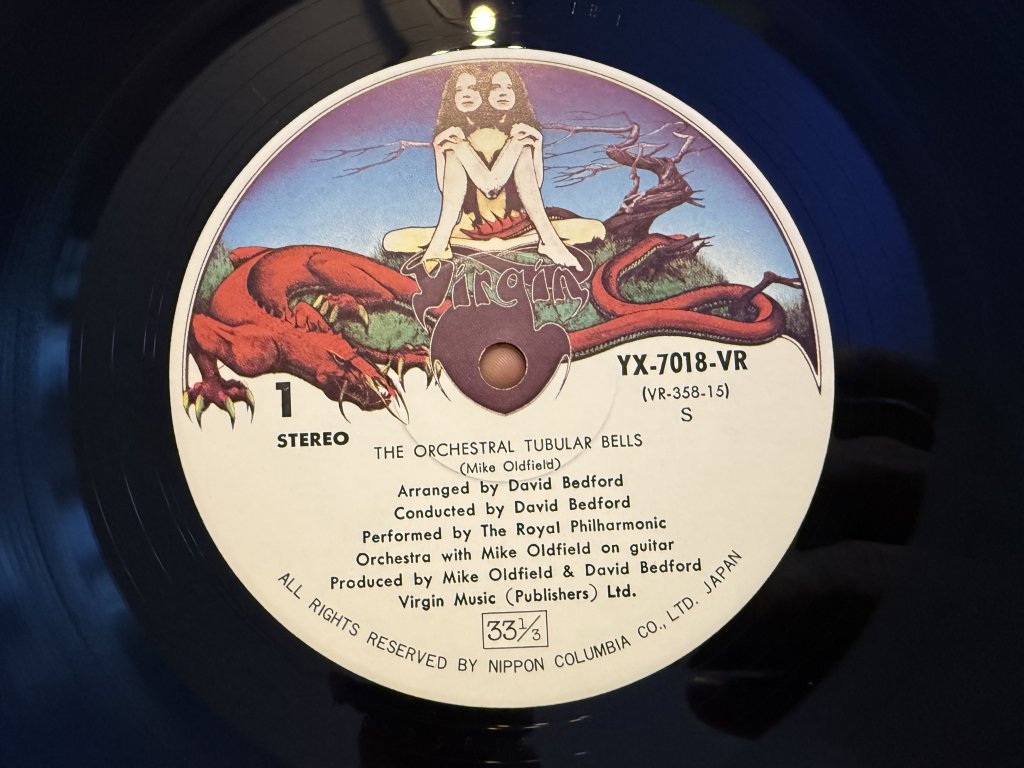 Virgin
YX-7018-VR
(VR-358-15)
S
1
STEREO
THE ORCHESTRAL TUBULAR BELLS
(Mike Oldfield)
Arranged by David Bedford
Conducted by David Bedford
Performed by The Royal Philharmonic
Orchestra with Mike Oldfield on guitar
Produced by Mike Oldfield & David Bedford
Virgin Music (Publishers) Ltd.
33 1/3
ALL RIGHTS RESERVED BY NIPPON COLUMBIA CO., LTD. JAPAN